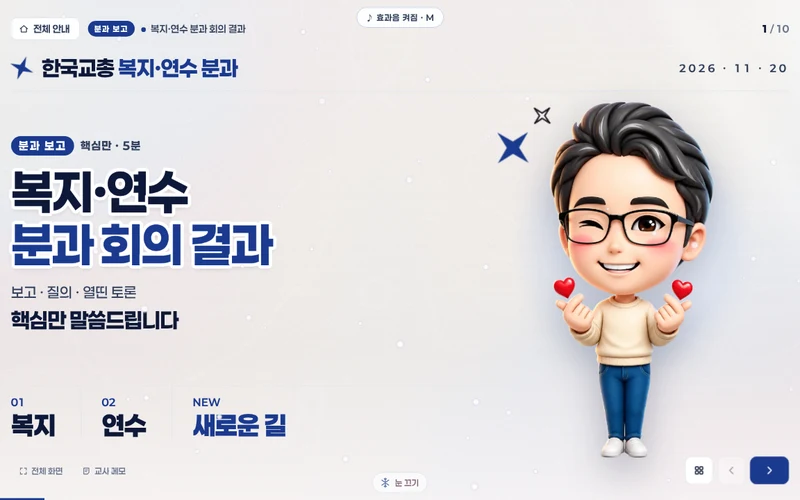 ♪ 효과음 켜짐 · M
전체 안내 분과 보고 • 복지·연수 분과 회의 결과 1 / 10
한국교총 복지·연수 분과 2026 · 11 · 20
분과 보고 핵심만 · 5분
복지·연수
분과 회의 결과
보고 · 질의 · 열띤 토론
핵심만 말씀드립니다
01 02 NEW
복지 연수 새로운 길
전체 화면 교시 메모
눈 끄기